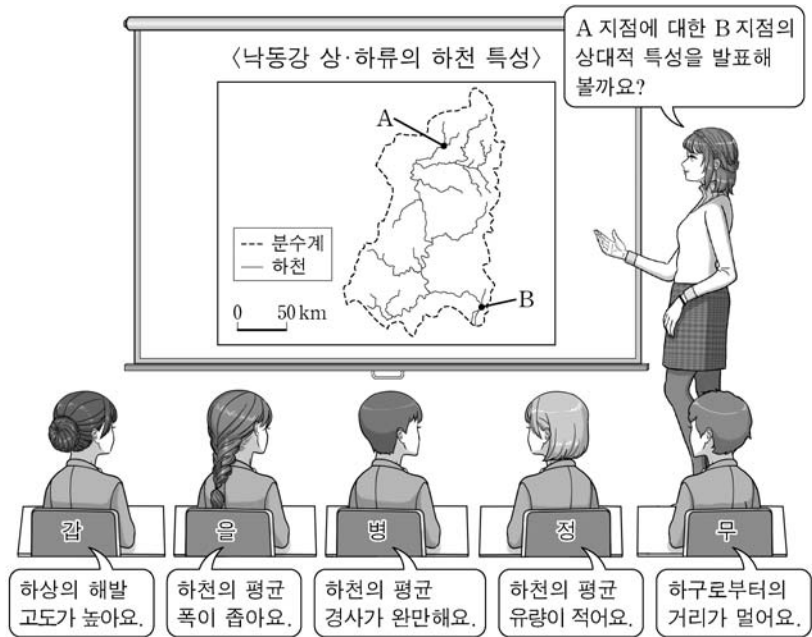 A 지점에 대한 B 지점의
상대적 특성을 발표해
볼까요?
〈낙동강 상·하류의 하천 특성〉
A
분수계
하천
0 50 km
B
갑
을
병
정
무
하상의 해발
고도가 높아요.
하천의 평균
폭이 좁아요.
하천의 평균
경사가 완만해요.
하천의 평균
유량이 적어요.
하구로부터의
거리가 멀어요.